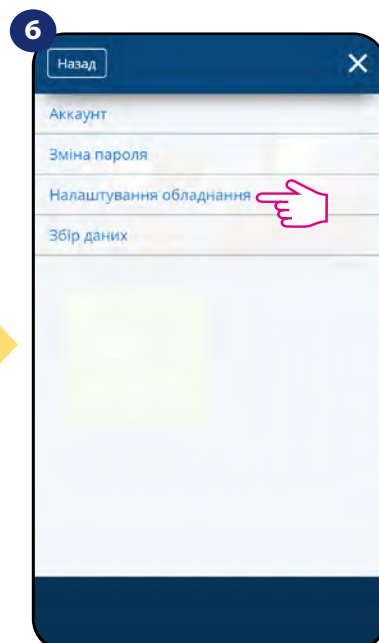 6
Назад
Аккаунт
Зміна пароля
Налаштування обладнання
Збір даних